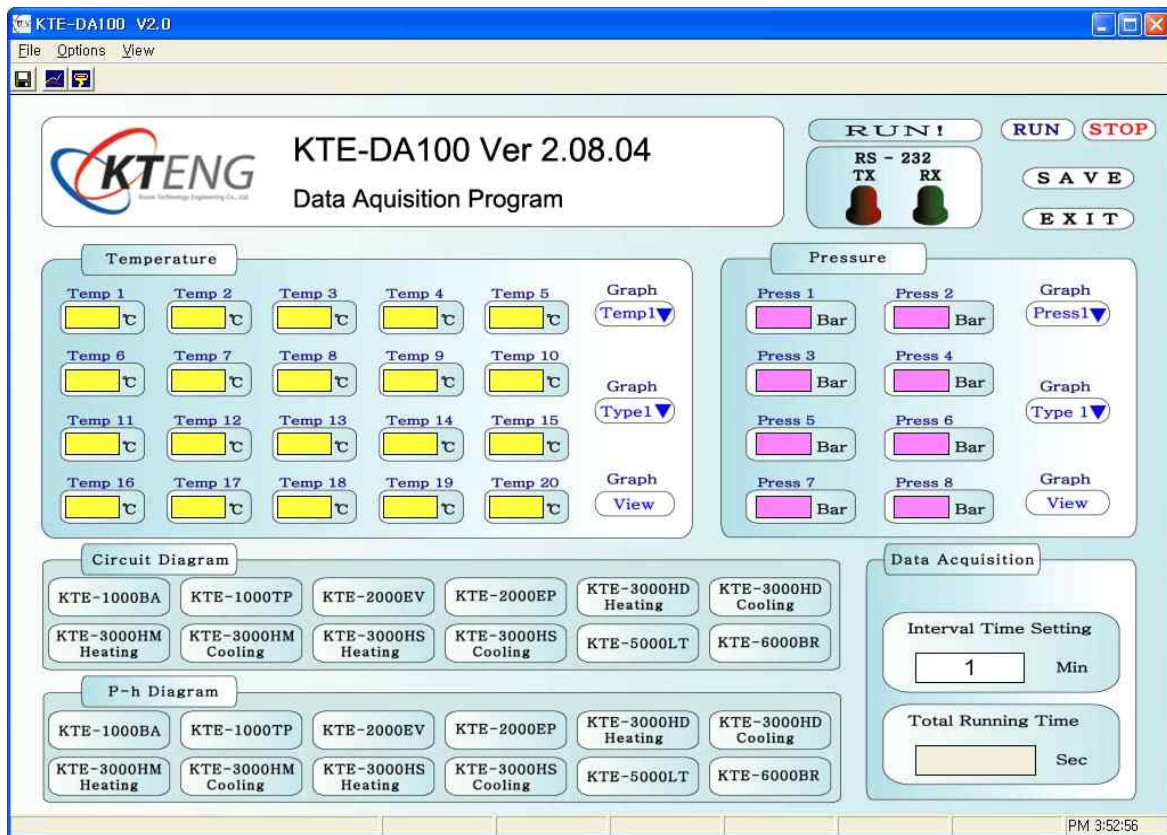 KTE-DA100 V2.0
File Options View
KTENG
Korea Technology Engineering Co., Ltd
KTE-DA100 Ver 2.08.04
Data Aquisition Program
RUN!
RS - 232
TX RX
RUN STOP
SAVE
EXIT
Temperature
Temp 1 Temp 2 Temp 3 Temp 4 Temp 5 Graph
℃ ℃ ℃ ℃ ℃ Temp1▼
Temp 6 Temp 7 Temp 8 Temp 9 Temp 10
℃ ℃ ℃ ℃ ℃ Graph
Type1▼
Temp 11 Temp 12 Temp 13 Temp 14 Temp 15
℃ ℃ ℃ ℃ ℃
Temp 16 Temp 17 Temp 18 Temp 19 Temp 20 Graph
℃ ℃ ℃ ℃ ℃ View
Pressure
Press 1 Press 2 Graph
Bar Bar Press1▼
Press 3 Press 4
Bar Bar Graph
Type 1▼
Press 5 Press 6
Bar Bar
Press 7 Press 8 Graph
Bar Bar View
Circuit Diagram
KTE-1000BA KTE-1000TP KTE-2000EV KTE-2000EP KTE-3000HD Heating KTE-3000HD Cooling
KTE-3000HM Heating KTE-3000HM Cooling KTE-3000HS Heating KTE-3000HS Cooling KTE-5000LT KTE-6000BR
P-h Diagram
KTE-1000BA KTE-1000TP KTE-2000EV KTE-2000EP KTE-3000HD Heating KTE-3000HD Cooling
KTE-3000HM Heating KTE-3000HM Cooling KTE-3000HS Heating KTE-3000HS Cooling KTE-5000LT KTE-6000BR
Data Acquisition
Interval Time Setting
1 Min
Total Running Time
Sec
PM 3:52:56